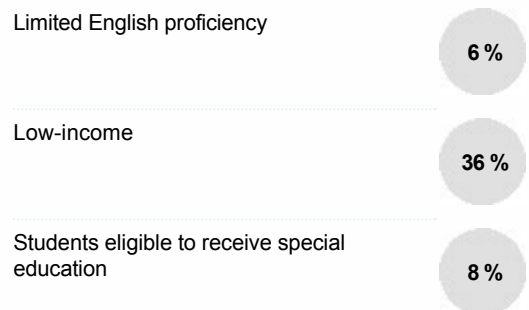 Limited English proficiency
6 %
Low-income
36 %
Students eligible to receive special
education
8 %